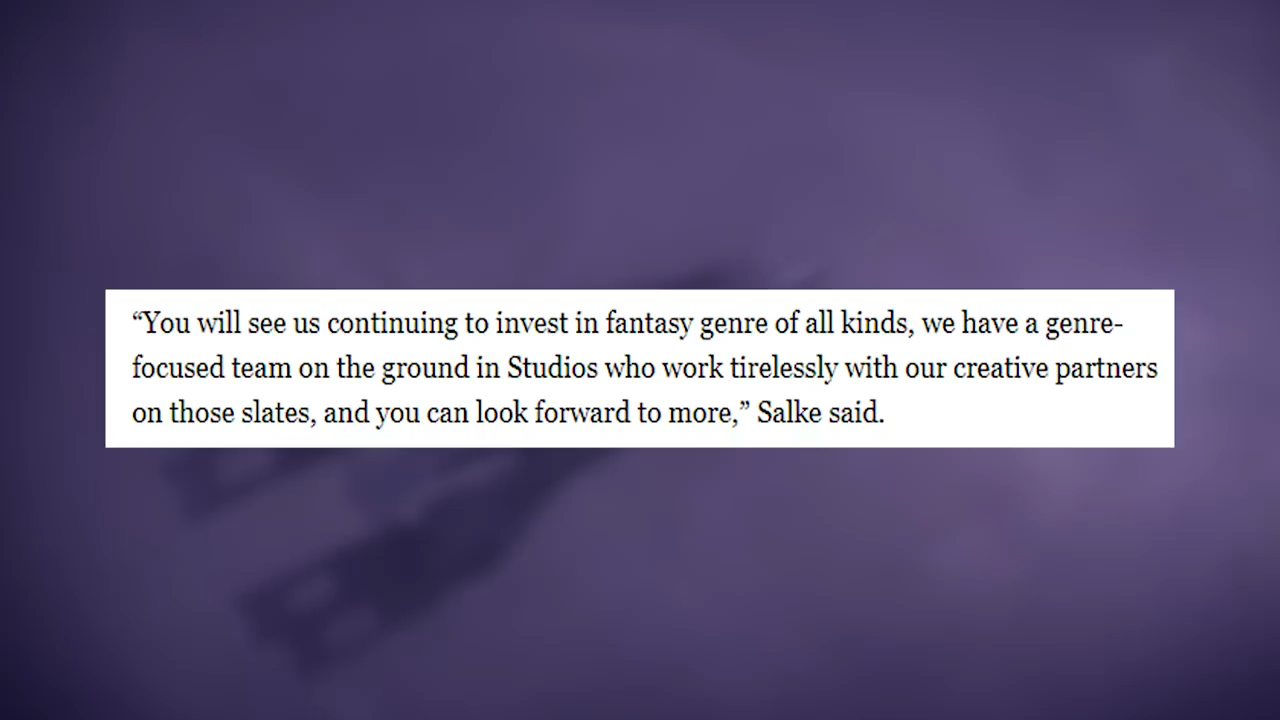 “You will see us continuing to invest in fantasy genre of all kinds, we have a genre-
focused team on the ground in Studios who work tirelessly with our creative partners
on those slates, and you can look forward to more,” Salke said.